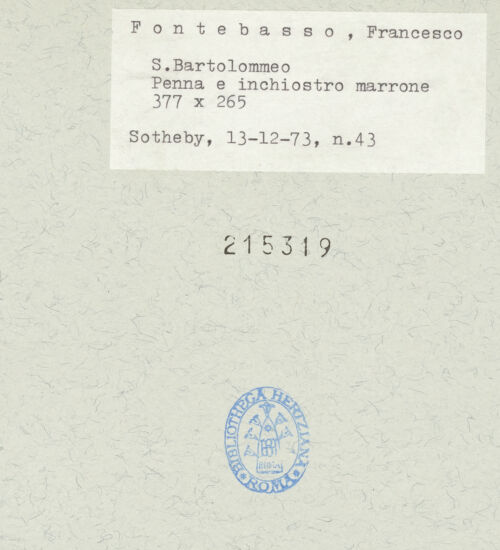 F o n t e b a s s o , Francesco
S.Bartolommeo
Penna e inchiostro marrone
377 x 265
Sotheby, 13-12-73, n.43
215319
BIBLIOTHECA HERTZIANA
ROMA